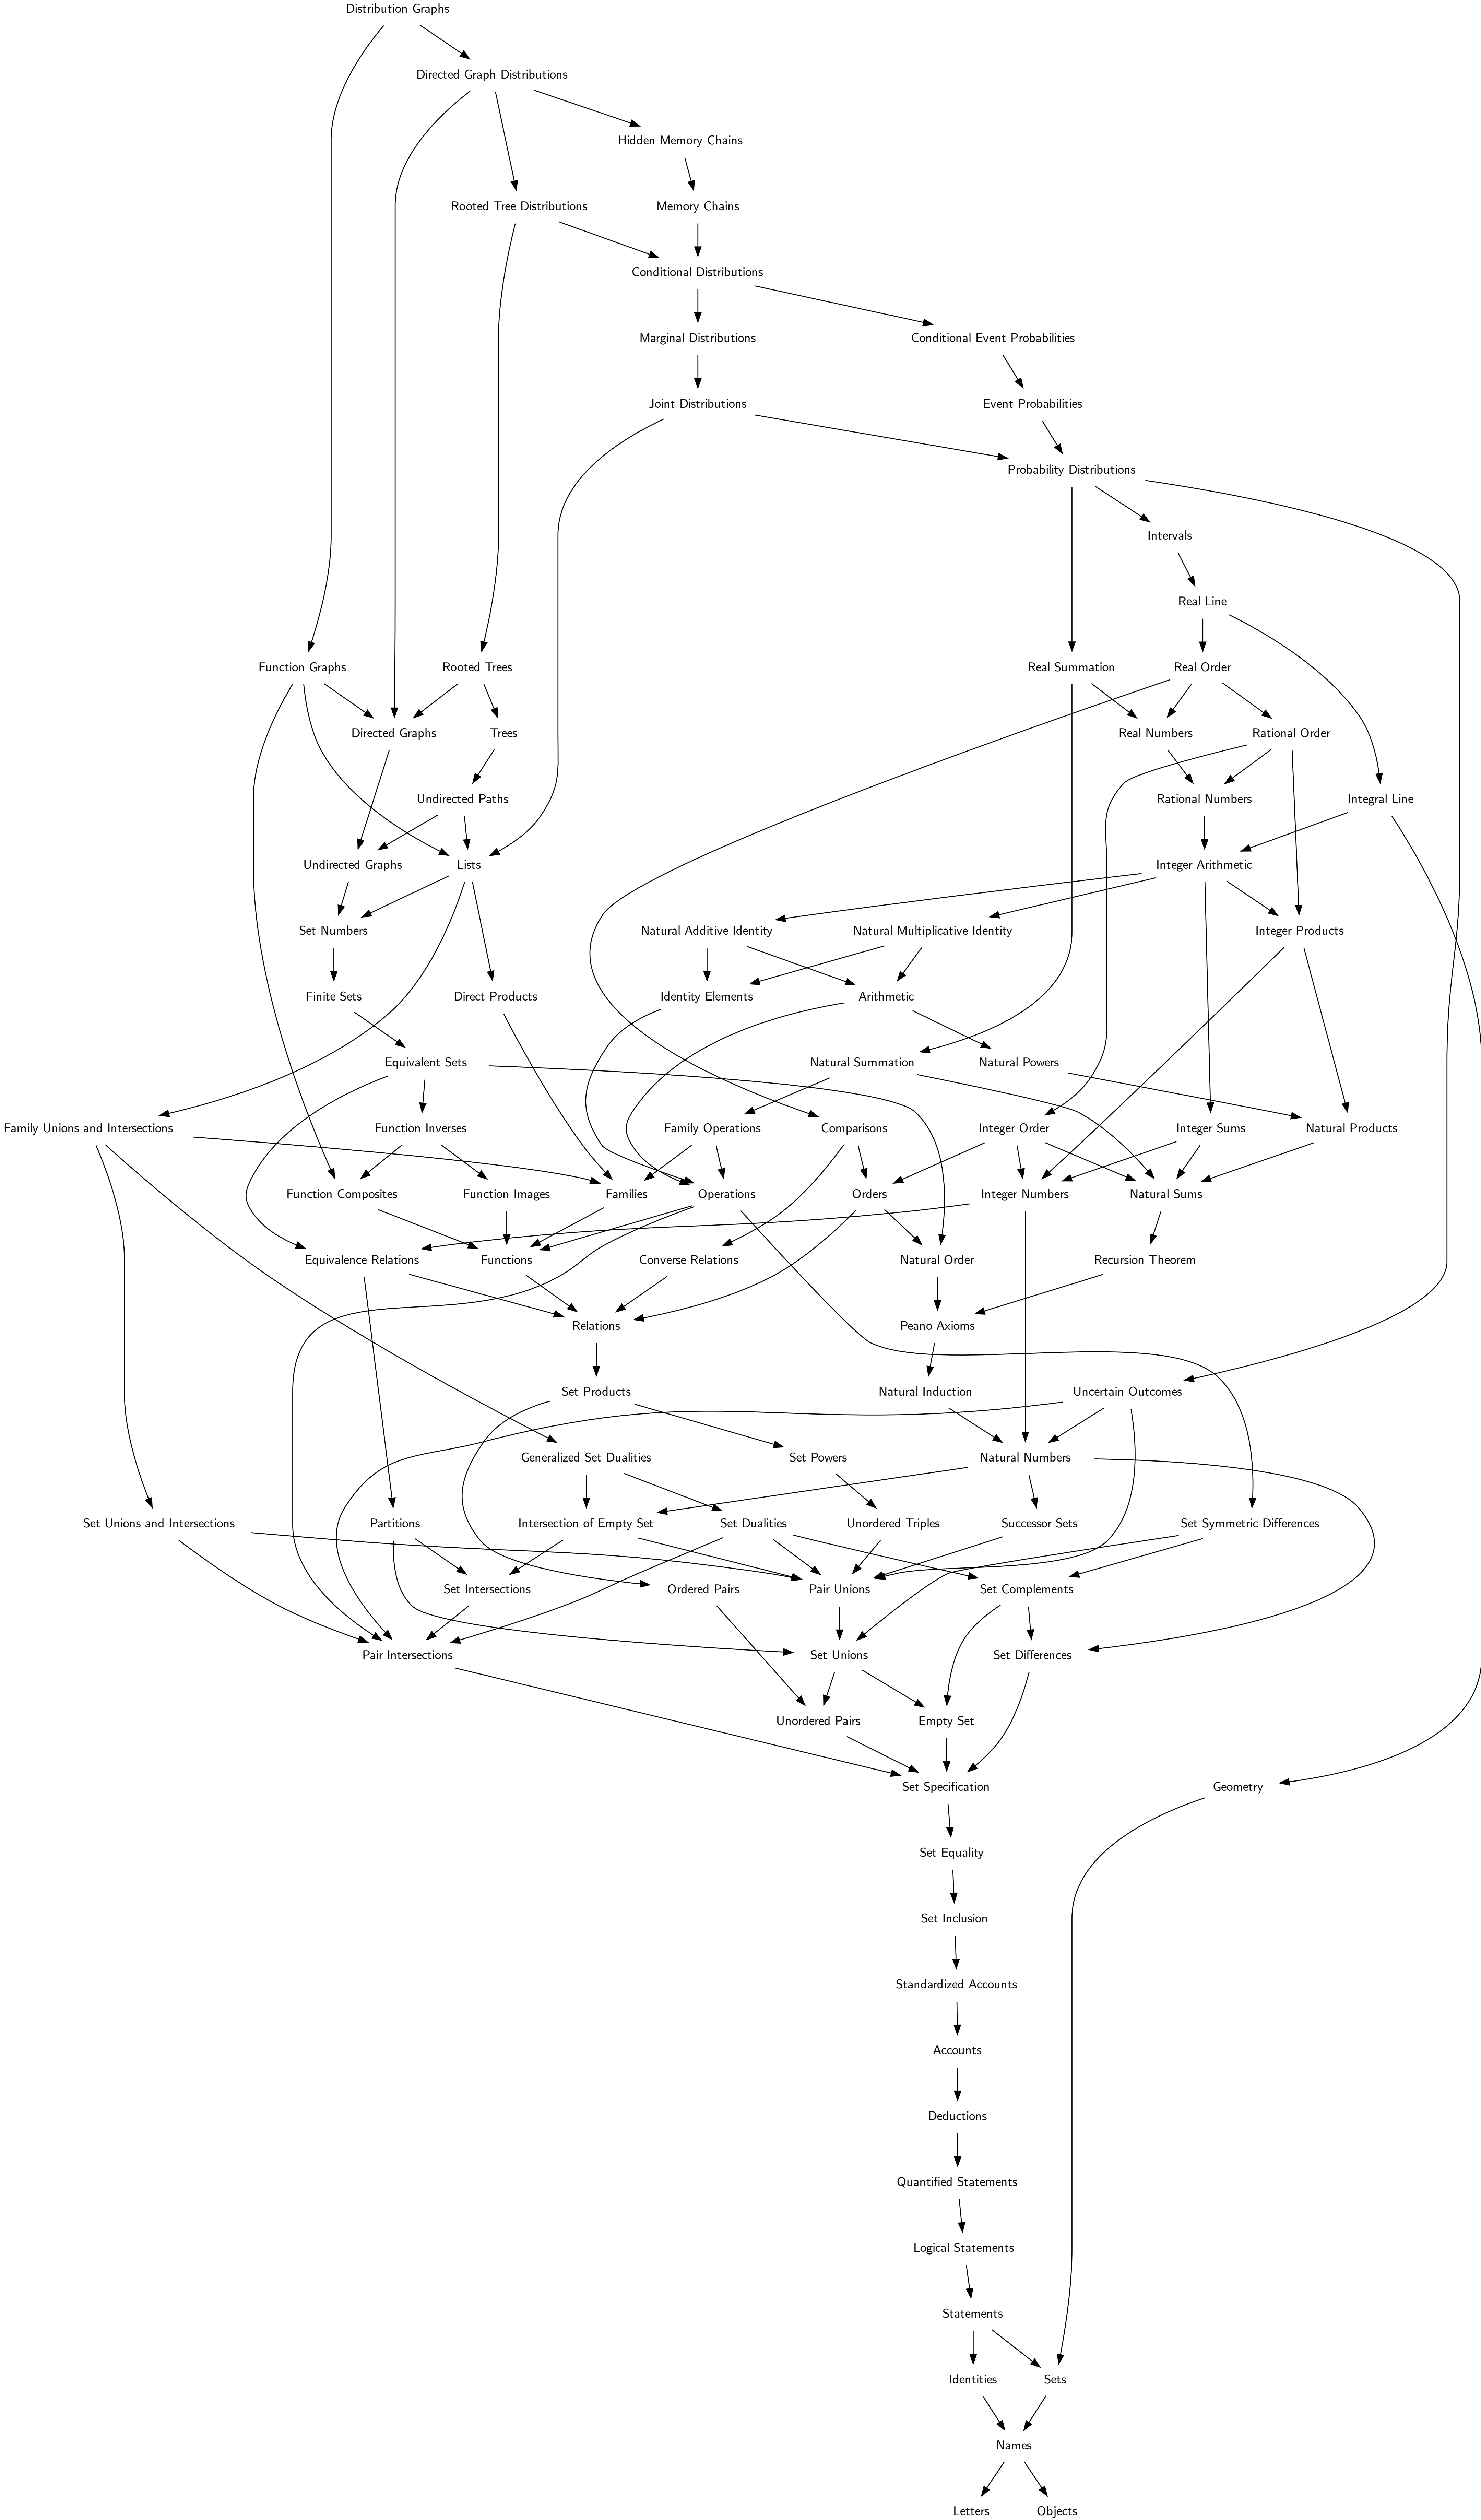 Distribution Graphs
Directed Graph Distributions
Hidden Memory Chains
Rooted Tree Distributions
Memory Chains
Conditional Distributions
Marginal Distributions
Conditional Event Probabilities
Joint Distributions
Event Probabilities
Probability Distributions
Intervals
Real Line
Function Graphs
Rooted Trees
Real Summation
Real Order
Directed Graphs
Trees
Real Numbers
Rational Order
Undirected Paths
Rational Numbers
Integral Line
Undirected Graphs
Lists
Integer Arithmetic
Set Numbers
Natural Additive Identity
Natural Multiplicative Identity
Integer Products
Finite Sets
Direct Products
Identity Elements
Arithmetic
Equivalent Sets
Natural Summation
Natural Powers
Family Unions and Intersections
Function Inverses
Family Operations
Comparisons
Integer Order
Integer Sums
Natural Products
Function Composites
Function Images
Families
Operations
Orders
Integer Numbers
Natural Sums
Equivalence Relations
Functions
Converse Relations
Natural Order
Recursion Theorem
Relations
Peano Axioms
Set Products
Natural Induction
Uncertain Outcomes
Generalized Set Dualities
Set Powers
Natural Numbers
Set Unions and Intersections
Partitions
Intersection of Empty Set
Set Dualities
Unordered Triples
Successor Sets
Set Symmetric Differences
Set Intersections
Ordered Pairs
Pair Unions
Set Complements
Pair Intersections
Set Unions
Set Differences
Unordered Pairs
Empty Set
Set Specification
Geometry
Set Equality
Set Inclusion
Standardized Accounts
Accounts
Deductions
Quantified Statements
Logical Statements
Statements
Identities
Sets
Names
Letters
Objects